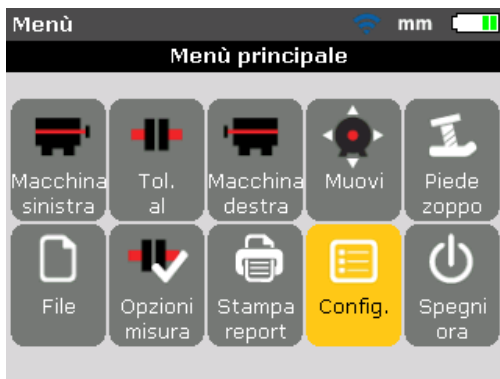 Menù mm
Menù principale
Macchina sinistra
Tol. al
Macchina destra
Muovi
Piede zoppo
File
Opzioni misura
Stampa report
Config.
Spegni ora